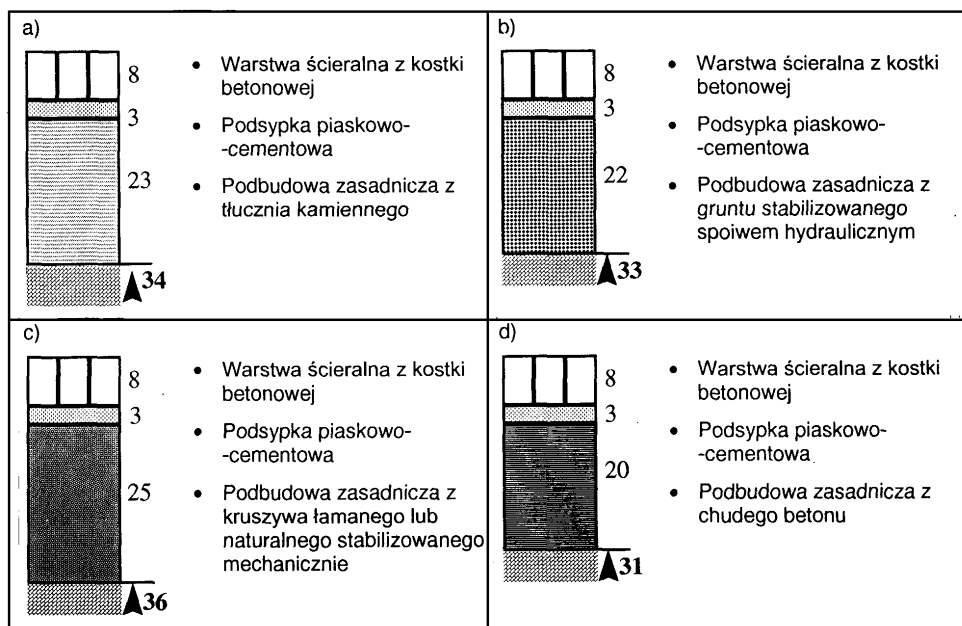 a)
8
3
23
34
• Warstwa ścieralna z kostki
betonowej
• Podsypka piaskowo-
-cementowa
• Podbudowa zasadnicza z
tłucznia kamiennego
b)
8
3
22
33
• Warstwa ścieralna z kostki
betonowej
• Podsypka piaskowo-
-cementowa
• Podbudowa zasadnicza z
gruntu stabilizowanego
spoiwem hydraulicznym
c)
8
3
25
36
• Warstwa ścieralna z kostki
betonowej
• Podsypka piaskowo-
-cementowa
• Podbudowa zasadnicza z
kruszywa łamanego lub
naturalnego stabilizowanego
mechanicznie
d)
8
3
20
31
• Warstwa ścieralna z kostki
betonowej
• Podsypka piaskowo-
-cementowa
• Podbudowa zasadnicza z
chudego betonu